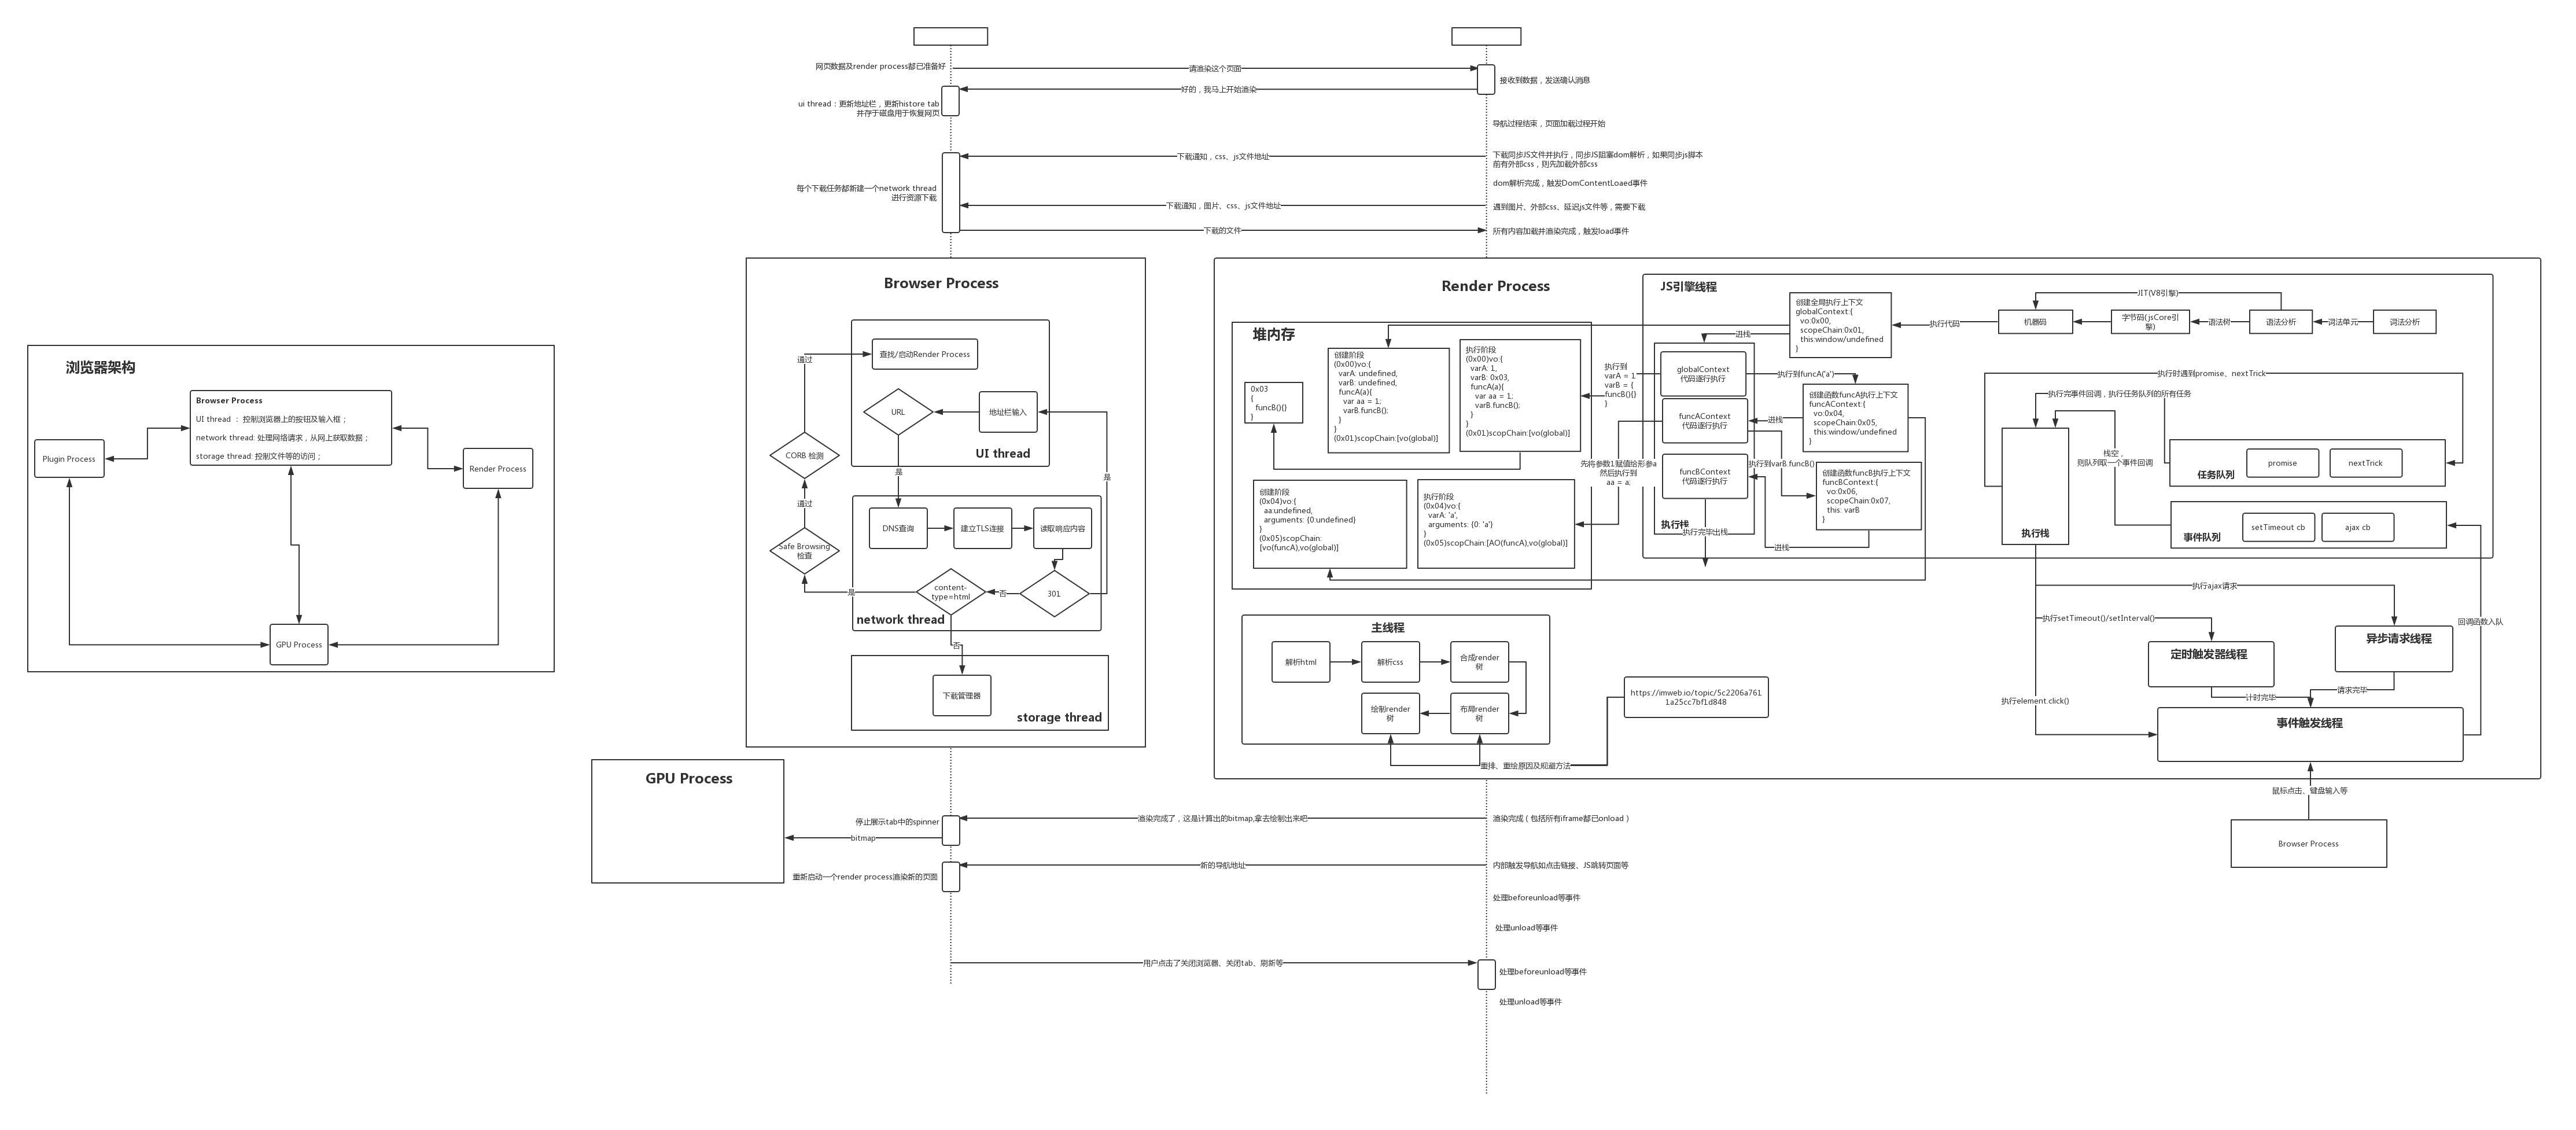 网页数据及render process都已准备好
请渲染这个页面
接收到数据，发送确认消息
好的，我马上开始渲染
ui thread：更新地址栏，更新histore tab
并存于磁盘用于恢复网页
导航过程结束，页面加载过程开始
下载通知，css、js文件地址
下载同步JS文件并执行，同步JS阻塞dom解析，如果同步js脚本
前有外部css，则先加载外部css
每个下载任务都新建一个network thread
进行资源下载
dom解析完成，触发DomContentLoaed事件
下载通知，图片、css、js文件地址
遇到图片、外部css、延迟js文件等，需要下载
下载的文件
所有内容加载并渲染完成，触发load事件
浏览器架构
Browser Process
UI thread ： 控制浏览器上的按钮及输入框；
network thread: 处理网络请求，从网上获取数据；
storage thread: 控制文件等的访问；
Plugin Process
Render Process
GPU Process
Browser Process
查找/启动Render Process
URL
地址栏输入
UI thread
通过
CORB 检测
通过
Safe Browsing
检查
是
是
DNS查询
建立TLS连接
读取响应内容
content-
type=html
否
301
是
network thread
否
下载管理器
storage thread
Render Process
堆内存
0x03
{
funcB(){}
}
创建阶段
(0x00)vo:{
varA: undefined,
varB: undefined,
funcA(a){
var aa = 1;
varB.funcB();
}
}
(0x01)scopChain:[vo(global)]
执行阶段
(0x00)vo:{
varA: 1,
varB: 0x03,
funcA(a){
var aa = 1;
varB.funcB();
}
}
(0x01)scopChain:[vo(global)]
创建阶段
(0x04)vo:{
aa:undefined,
arguments: {0:undefined}
}
(0x05)scopChain:
[vo(funcA),vo(global)]
执行阶段
(0x04)vo:{
varA: 'a',
arguments: {0: 'a'}
}
(0x05)scopChain:[AO(funcA),vo(global)]
执行到
varA = 1
varB = {
funcB(){}
}
先将参数1赋值给形参a
然后执行到
aa = a;
JS引擎线程
进栈
globalContext
代码逐行执行
funcAContext
代码逐行执行
funcBContext
代码逐行执行
执行栈
执行完毕出栈
创建全局执行上下文
globalContext:{
vo:0x00,
scopeChain:0x01,
this:window/undefined
}
执行到funcA('a')
创建函数funcA执行上下文
funcAContext:{
vo:0x04,
scopeChain:0x05,
this:window/undefined
}
进栈
执行到varB.funcB()
创建函数funcB执行上下文
funcBContext:{
vo:0x06,
scopeChain:0x07,
this: varB
}
进栈
执行代码
机器码
JIT(V8引擎)
字节码(jsCore引
擎)
语法树
语法分析
词法单元
词法分析
执行时遇到promise、nextTrick
执行完事件回调，执行任务队列的所有任务
栈空，
则队列取一个事件回调
执行栈
promise
nextTrick
任务队列
setTimeout cb
ajax cb
事件队列
执行ajax请求
执行setTimeout()/setInterval()
回调函数入队
定时触发器线程
异步请求线程
计时完毕
请求完毕
执行element.click()
事件触发线程
鼠标点击、键盘输入等
Browser Process
主线程
解析html
解析css
合成render
树
绘制render
树
布局render
树
https://imweb.io/topic/5c2206a761
1a25cc7bf1d848
重排、重绘原因及规避方法
GPU Process
停止展示tab中的spinner
bitmap
渲染完成了，这是计算出的bitmap,拿去绘制出来吧
渲染完成（包括所有iframe都已onload）
重新启动一个render process渲染新的页面
新的导航地址
内部触发导航如点击链接、JS跳转页面等
处理beforeunload等事件
处理unload等事件
用户点击了关闭浏览器、关闭tab、刷新等
处理beforeunload等事件
处理unload等事件